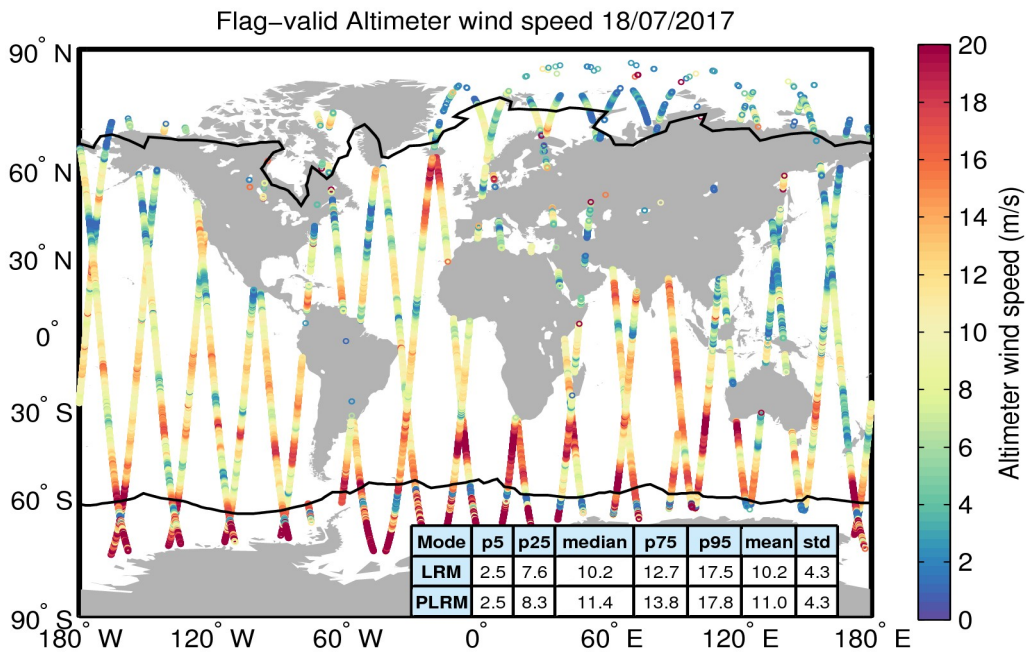 Flag−valid Altimeter wind speed 18/07/2017
90° N
60° N
30° N
0°
30° S
60° S
90° S
180° W
120° W
60° W
0°
60° E
120° E
180° E
Mode p5 p25 median p75 p95 mean std
LRM 2.5 7.6 10.2 12.7 17.5 10.2 4.3
PLRM 2.5 8.3 11.4 13.8 17.8 11.0 4.3
20
18
16
14
12
10
8
6
4
2
0
Altimeter wind speed (m/s)